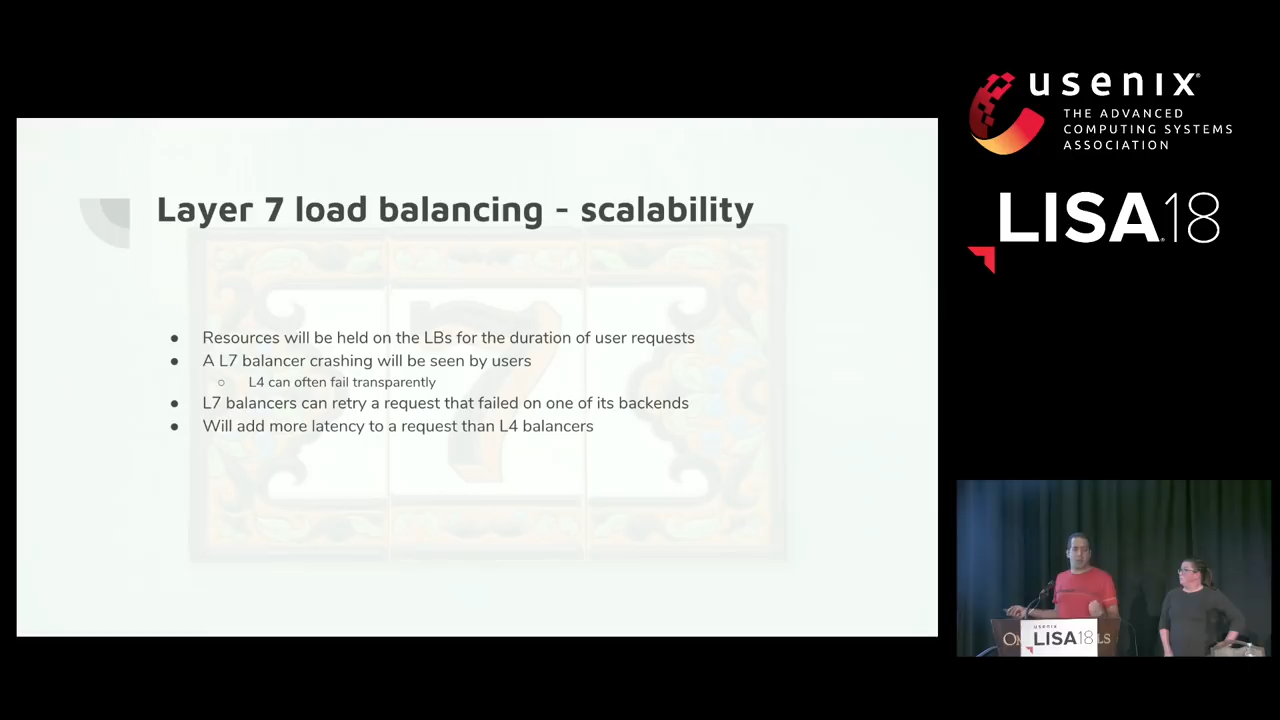 usenix®
THE ADVANCED
COMPUTING SYSTEMS
ASSOCIATION
LISA18
Layer 7 load balancing - scalability
7
● Resources will be held on the LBs for the duration of user requests
● A L7 balancer crashing will be seen by users
○ L4 can often fail transparently
● L7 balancers can retry a request that failed on one of its backends
● Will add more latency to a request than L4 balancers
usenix
LISA18